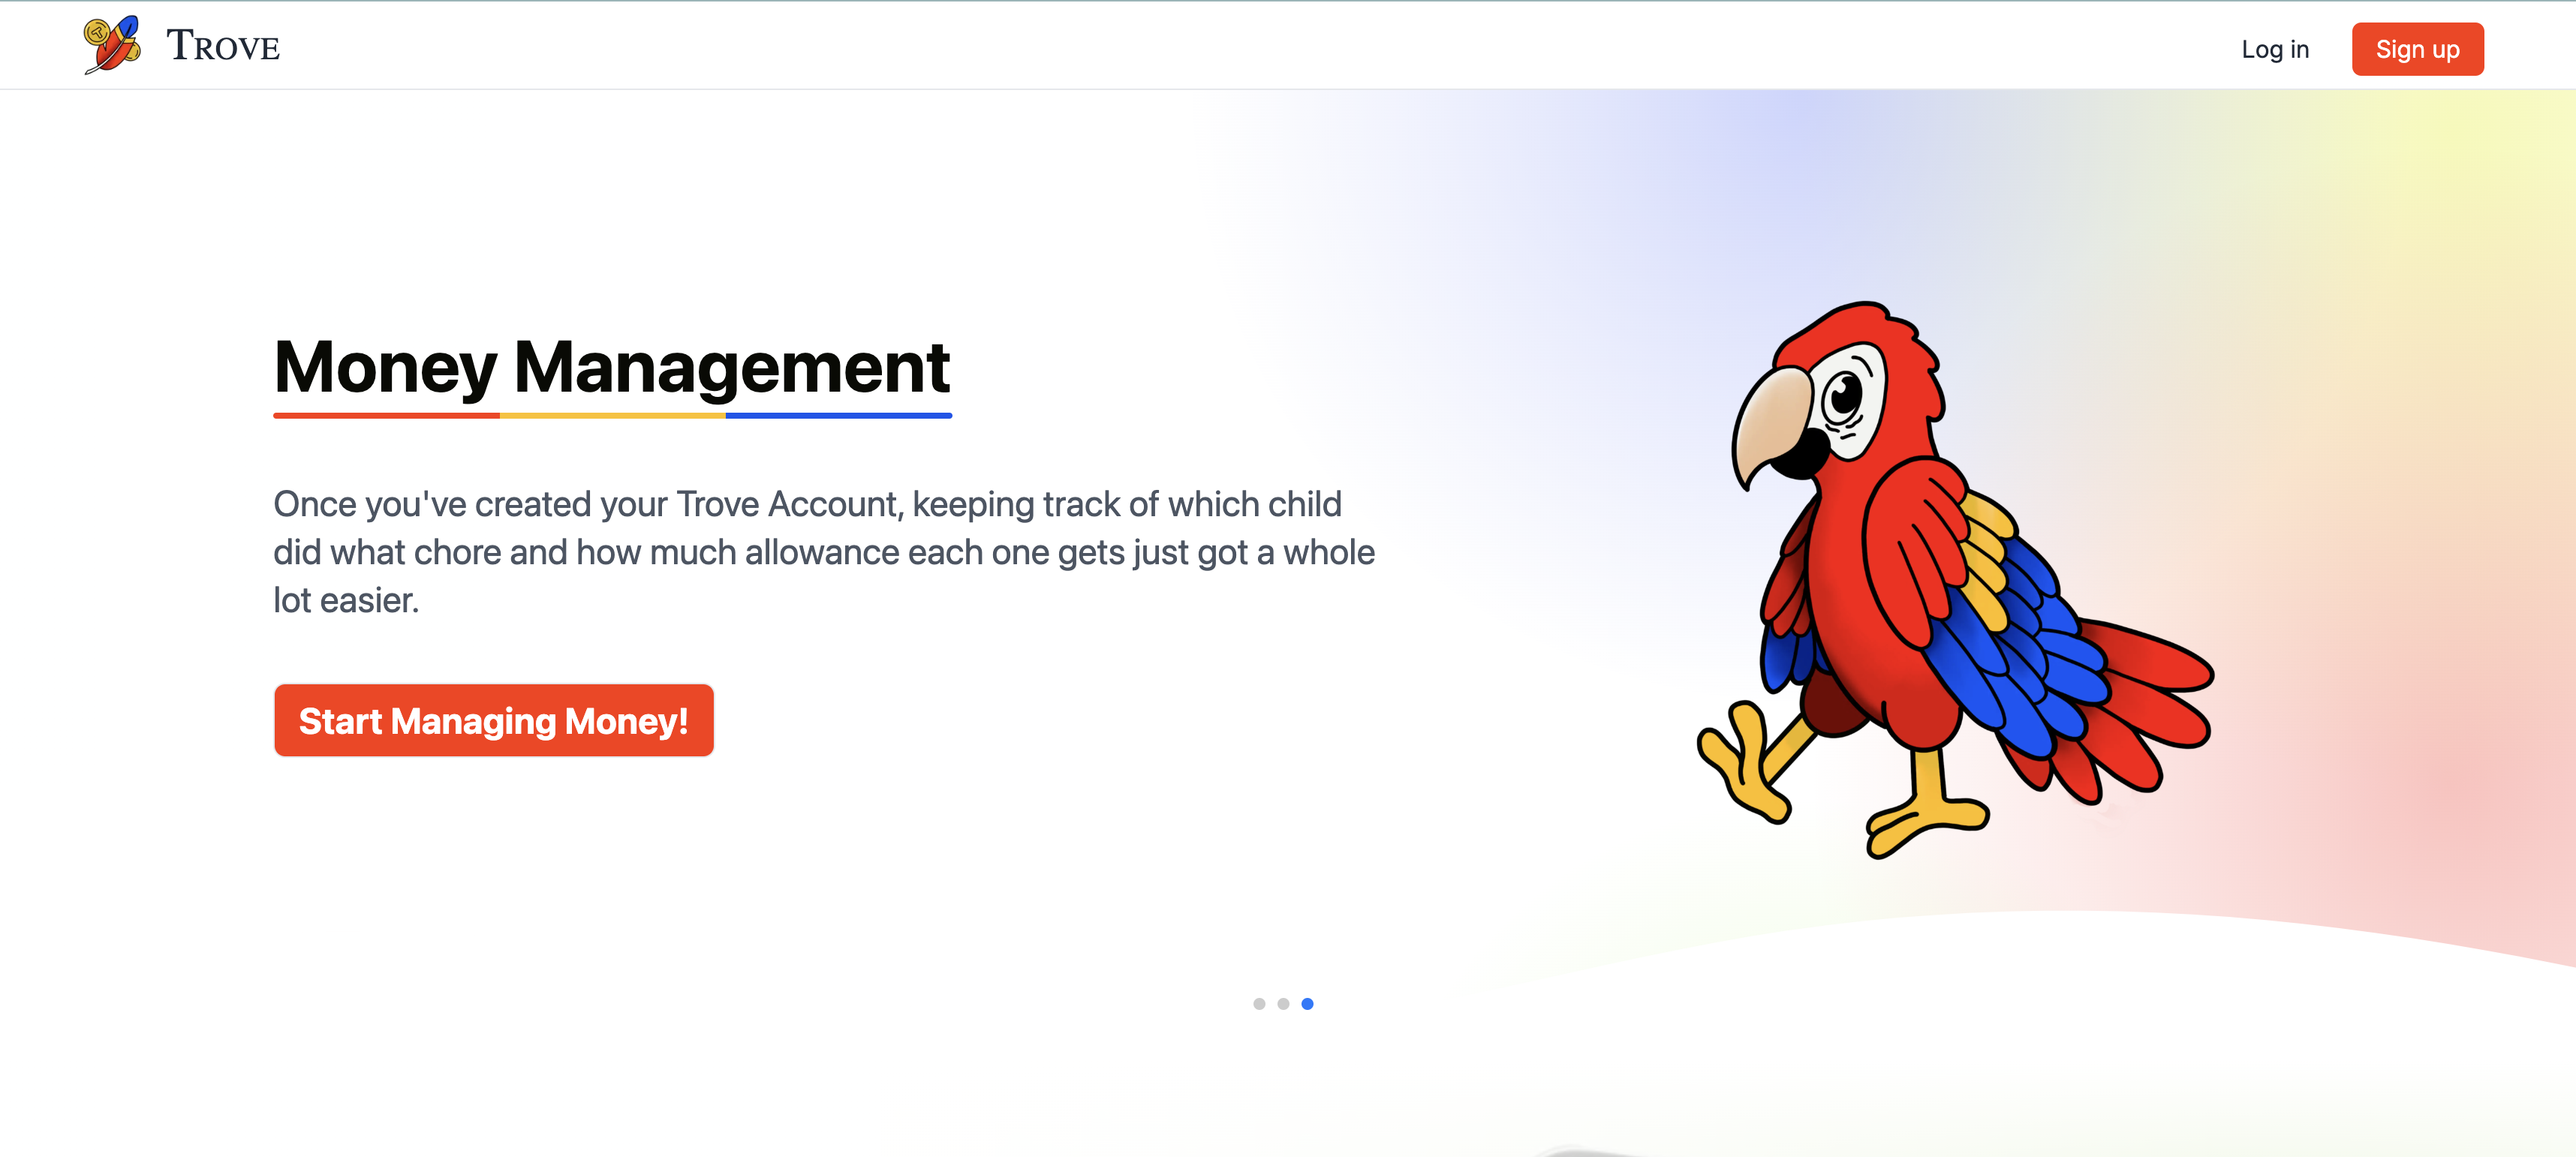 TROVE
Log in
Sign up
Money Management
Once you've created your Trove Account, keeping track of which child
did what chore and how much allowance each one gets just got a whole
lot easier.
Start Managing Money!